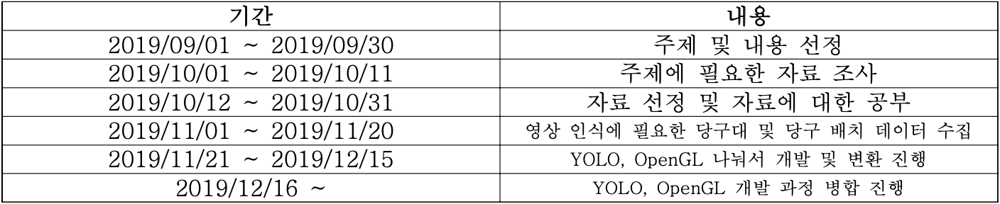 기간 내용
2019/09/01 ~ 2019/09/30 주제 및 내용 선정
2019/10/01 ~ 2019/10/11 주제에 필요한 자료 조사
2019/10/12 ~ 2019/10/31 자료 선정 및 자료에 대한 공부
2019/11/01 ~ 2019/11/20 영상 인식에 필요한 당구대 및 당구 배치 데이터 수집
2019/11/21 ~ 2019/12/15 YOLO, OpenGL 나눠서 개발 및 변환 진행
2019/12/16 ~ YOLO, OpenGL 개발 과정 병합 진행